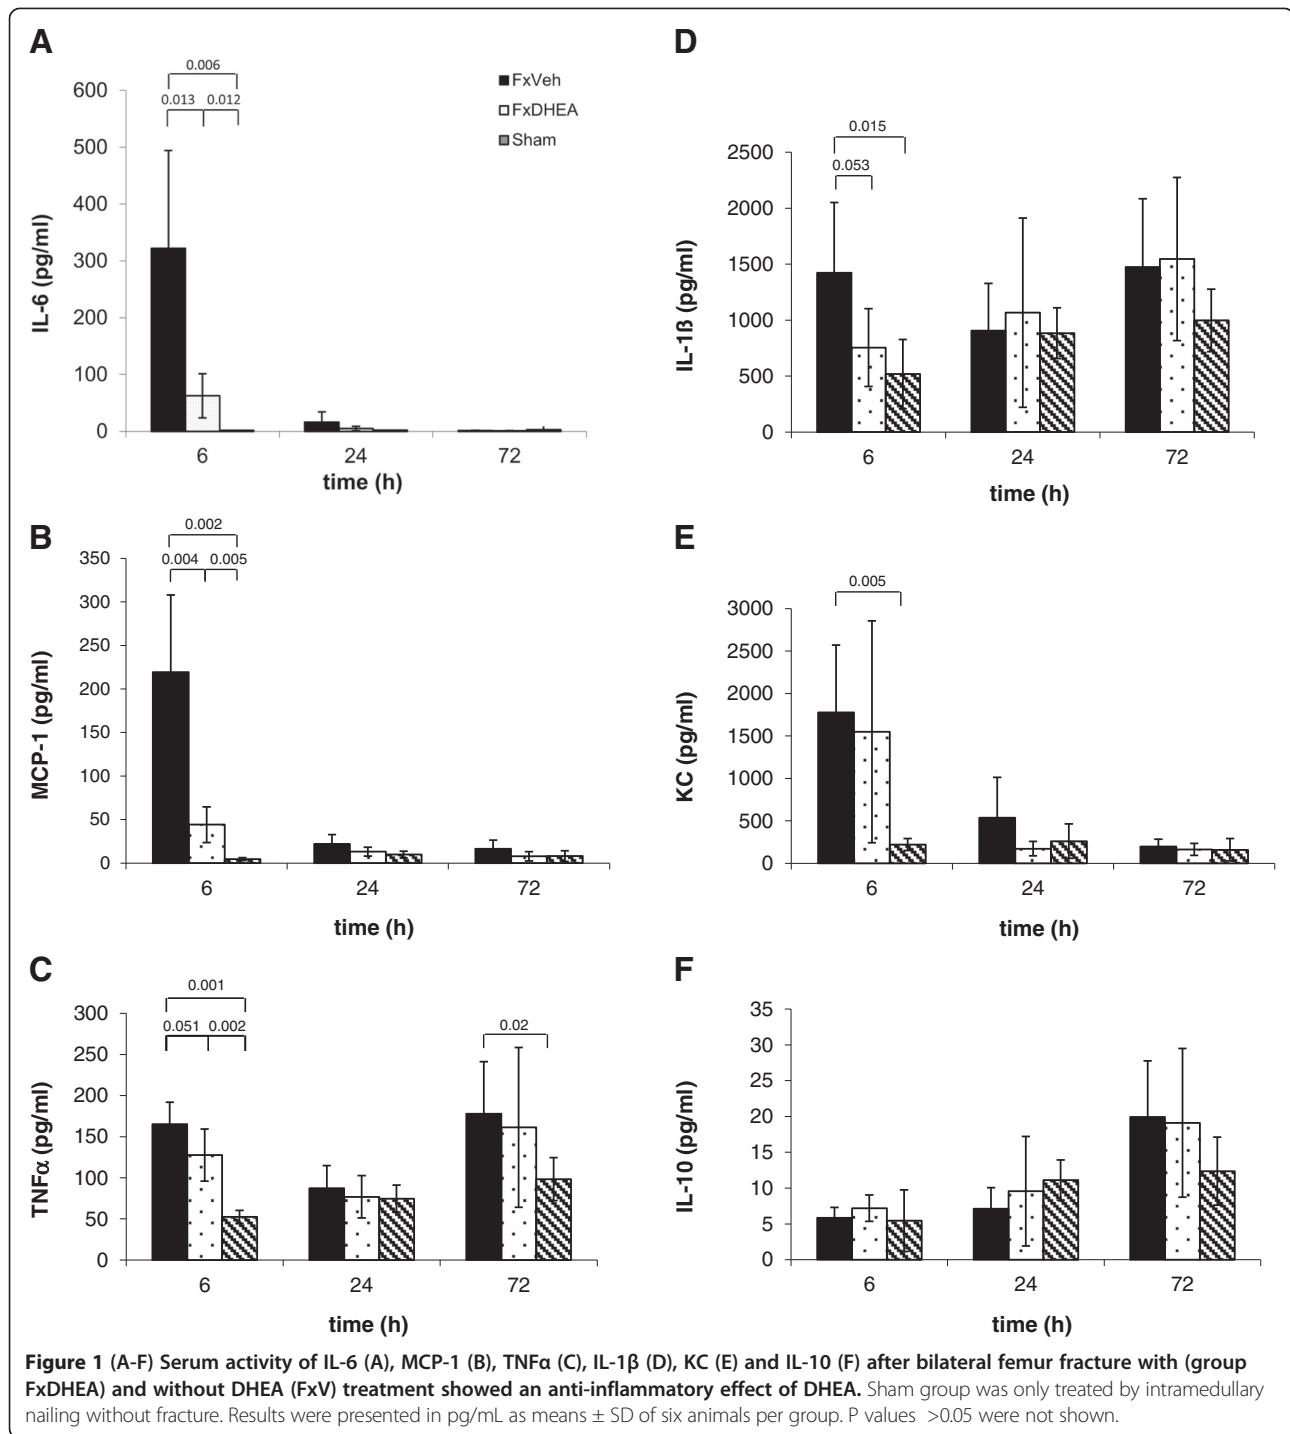 A
0.006
0.013 0.012
FxVeh
FxDHEA
Sham
600
500
400
300
200
100
0
IL-6 (pg/ml)
6 24 72
time (h)
B
0.002
0.004 0.005
350
300
250
200
150
100
50
0
MCP-1 (pg/ml)
6 24 72
time (h)
C
0.001
0.051 0.002
0.02
300
250
200
150
100
50
0
TNFα (pg/ml)
6 24 72
time (h)
D
0.015
0.053
2500
2000
1500
1000
500
0
IL-1ß (pg/ml)
6 24 72
time (h)
E
0.005
3000
2500
2000
1500
1000
500
0
KC (pg/ml)
6 24 72
time (h)
F
35
30
25
20
15
10
5
0
IL-10 (pg/ml)
6 24 72
time (h)
Figure 1 (A-F) Serum activity of IL-6 (A), MCP-1 (B), TNFα (C), IL-1β (D), KC (E) and IL-10 (F) after bilateral femur fracture with (group
FxDHEA) and without DHEA (FxV) treatment showed an anti-inflammatory effect of DHEA. Sham group was only treated by intramedullary
nailing without fracture. Results were presented in pg/mL as means ± SD of six animals per group. P values >0.05 were not shown.